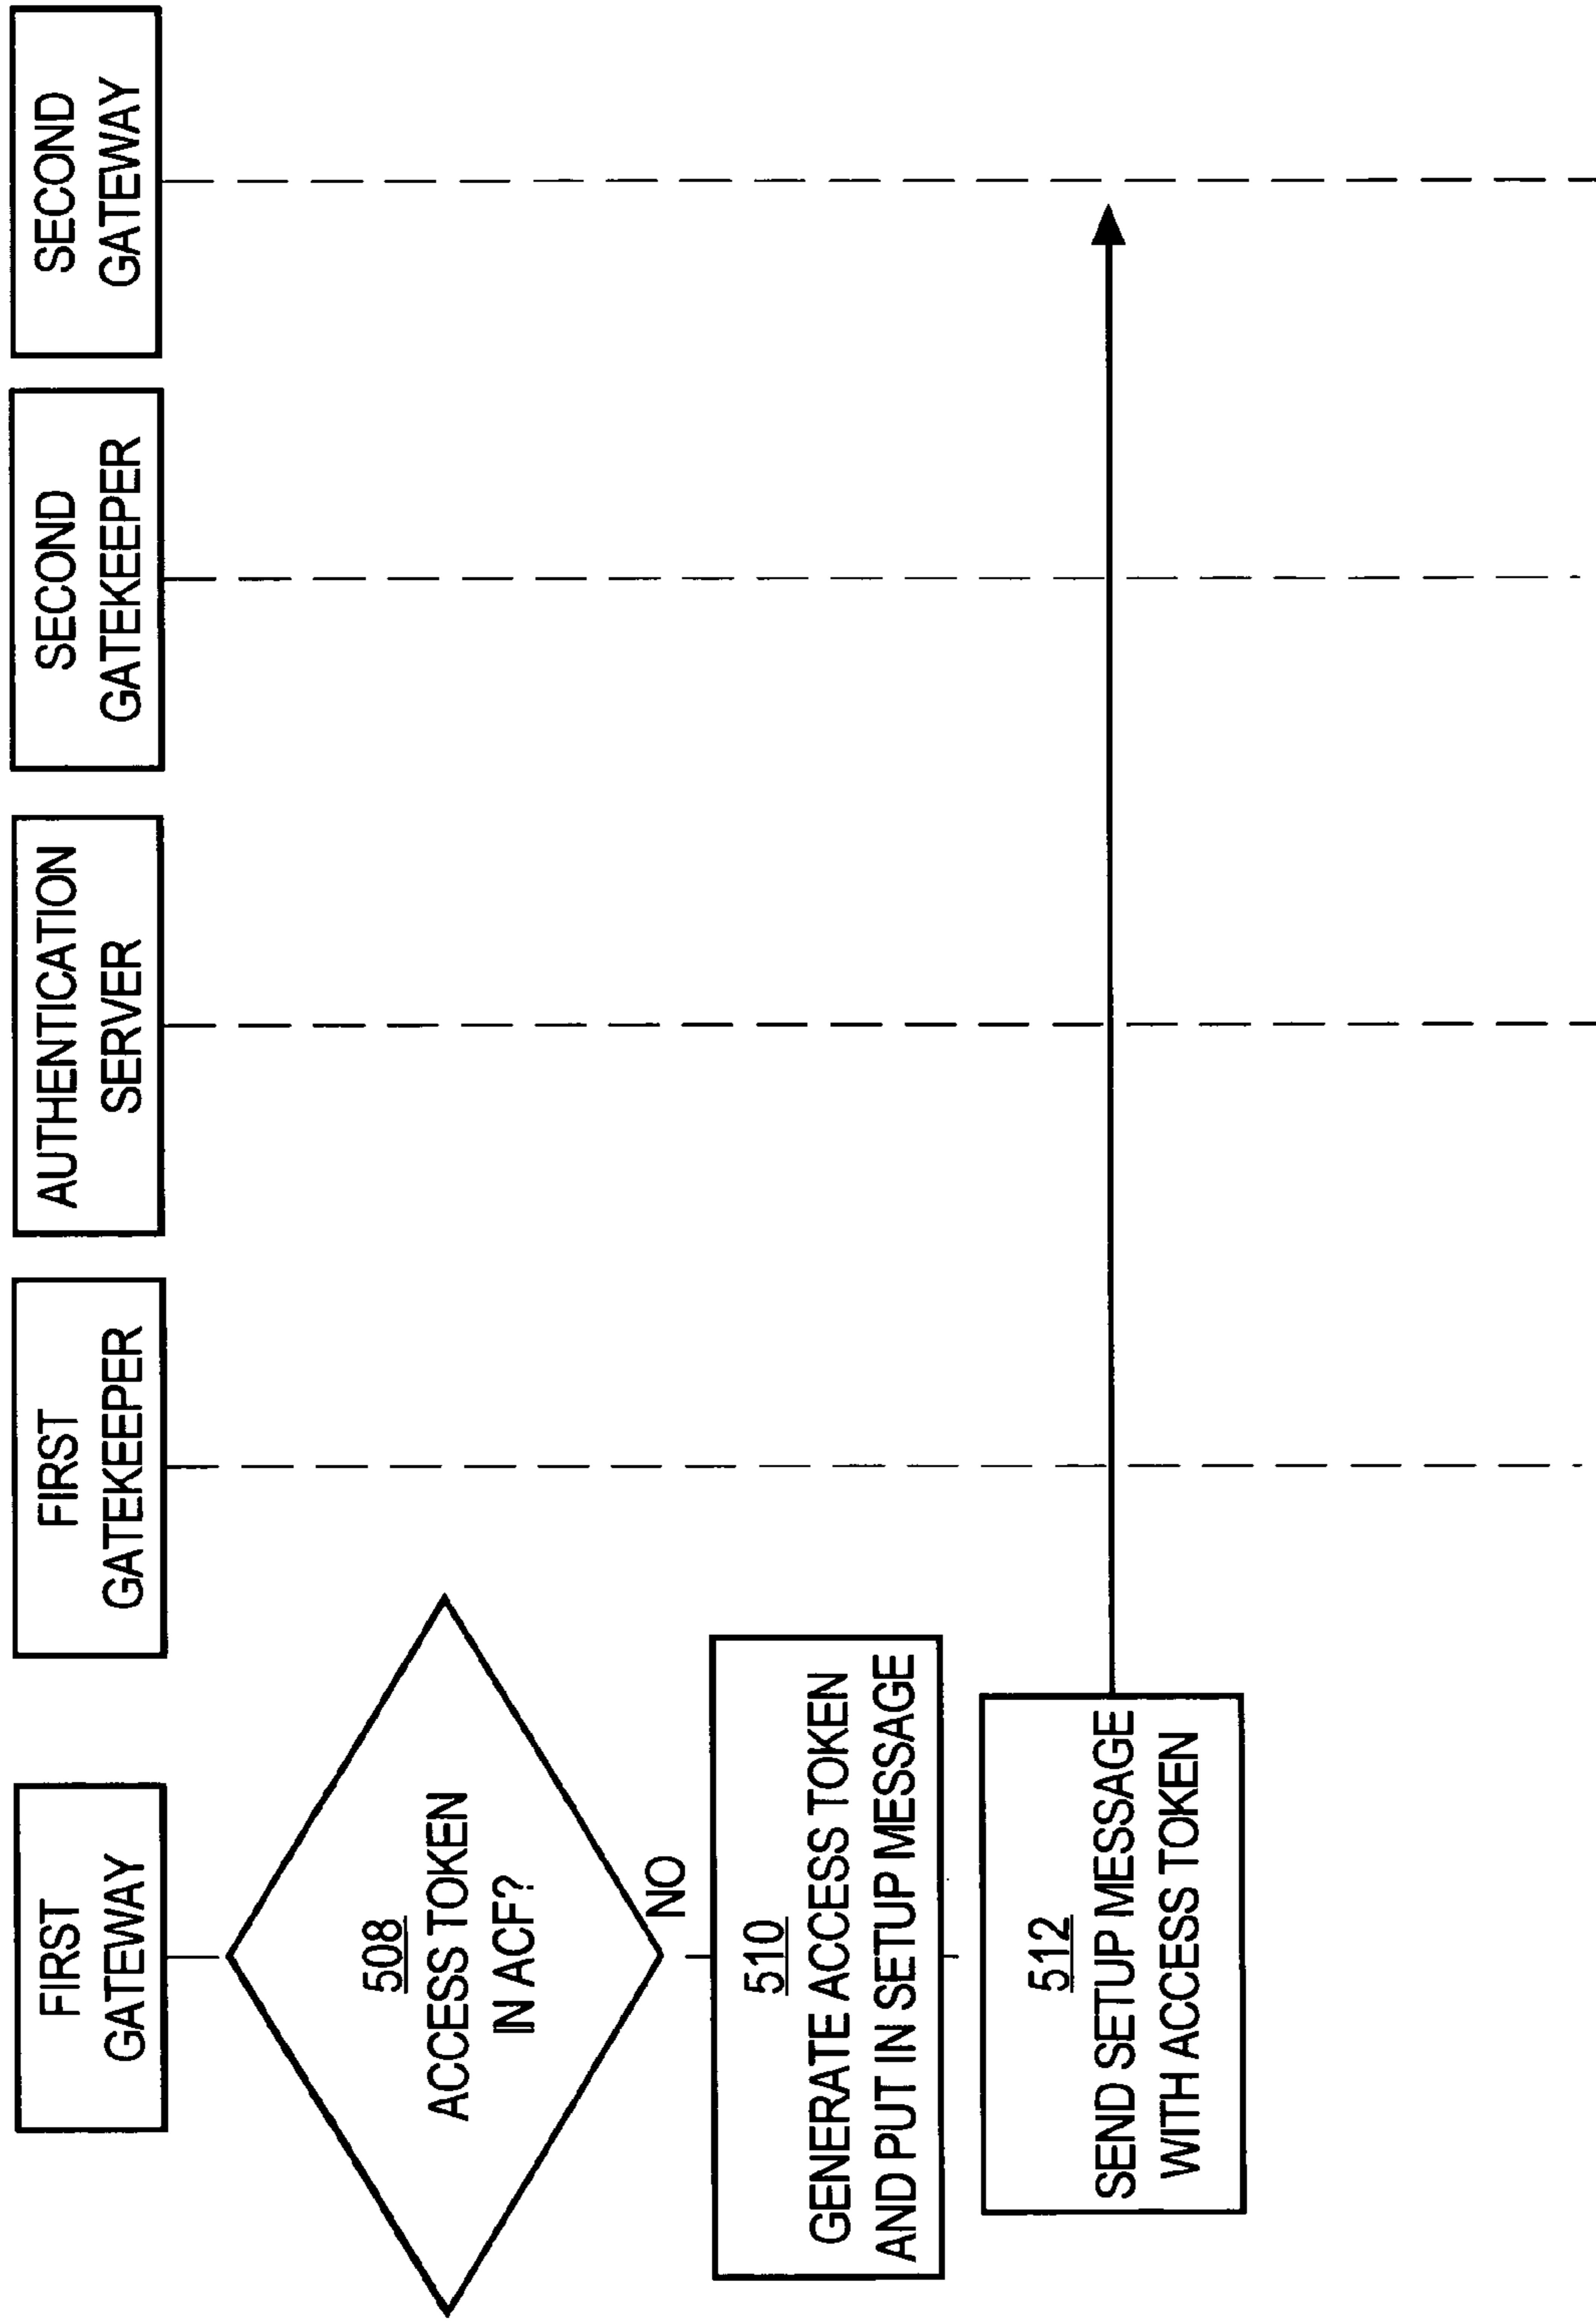 FIRST
GATEWAY
FIRST
GATEKEEPER
AUTHENTICATION
SERVER
SECOND
GATEKEEPER
SECOND
GATEWAY
508
ACCESS TOKEN
IN ACF?
NO
510
GENERATE ACCESS TOKEN
AND PUT IN SETUP MESSAGE
512
SEND SETUP MESSAGE
WITH ACCESS TOKEN